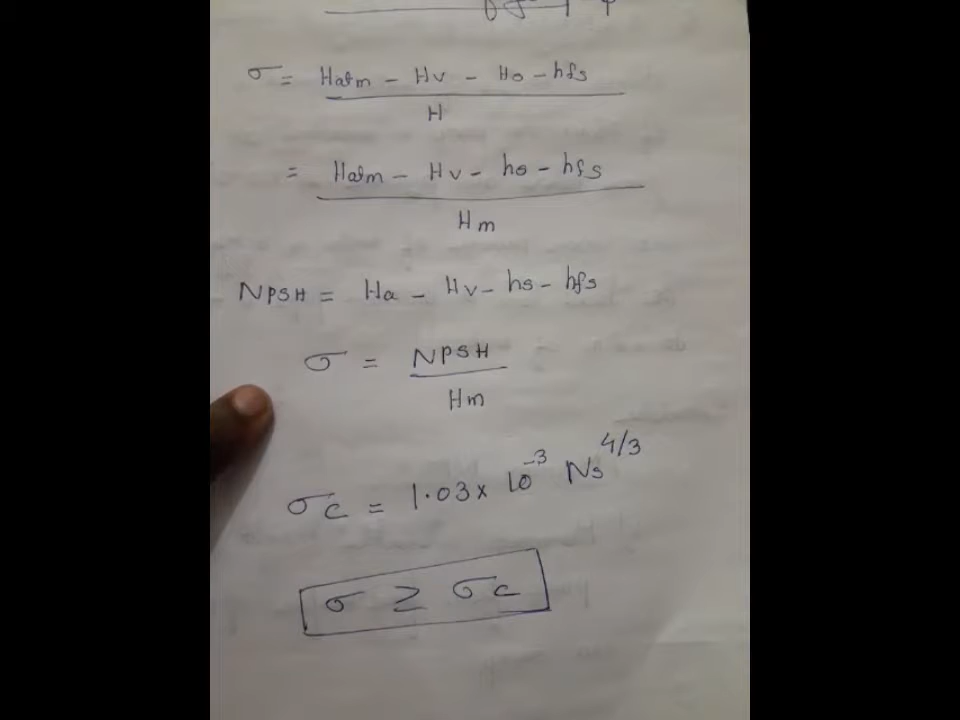 σ = Hatm - Hv - Hs - hfs
H
= Hatm - Hv - hs - hfs
Hm
NPSH = Ha - Hv - hs - hfs
σ = NPSH
Hm
σc = 1.03 x 10^-3 Ns^4/3
σ ≥ σc